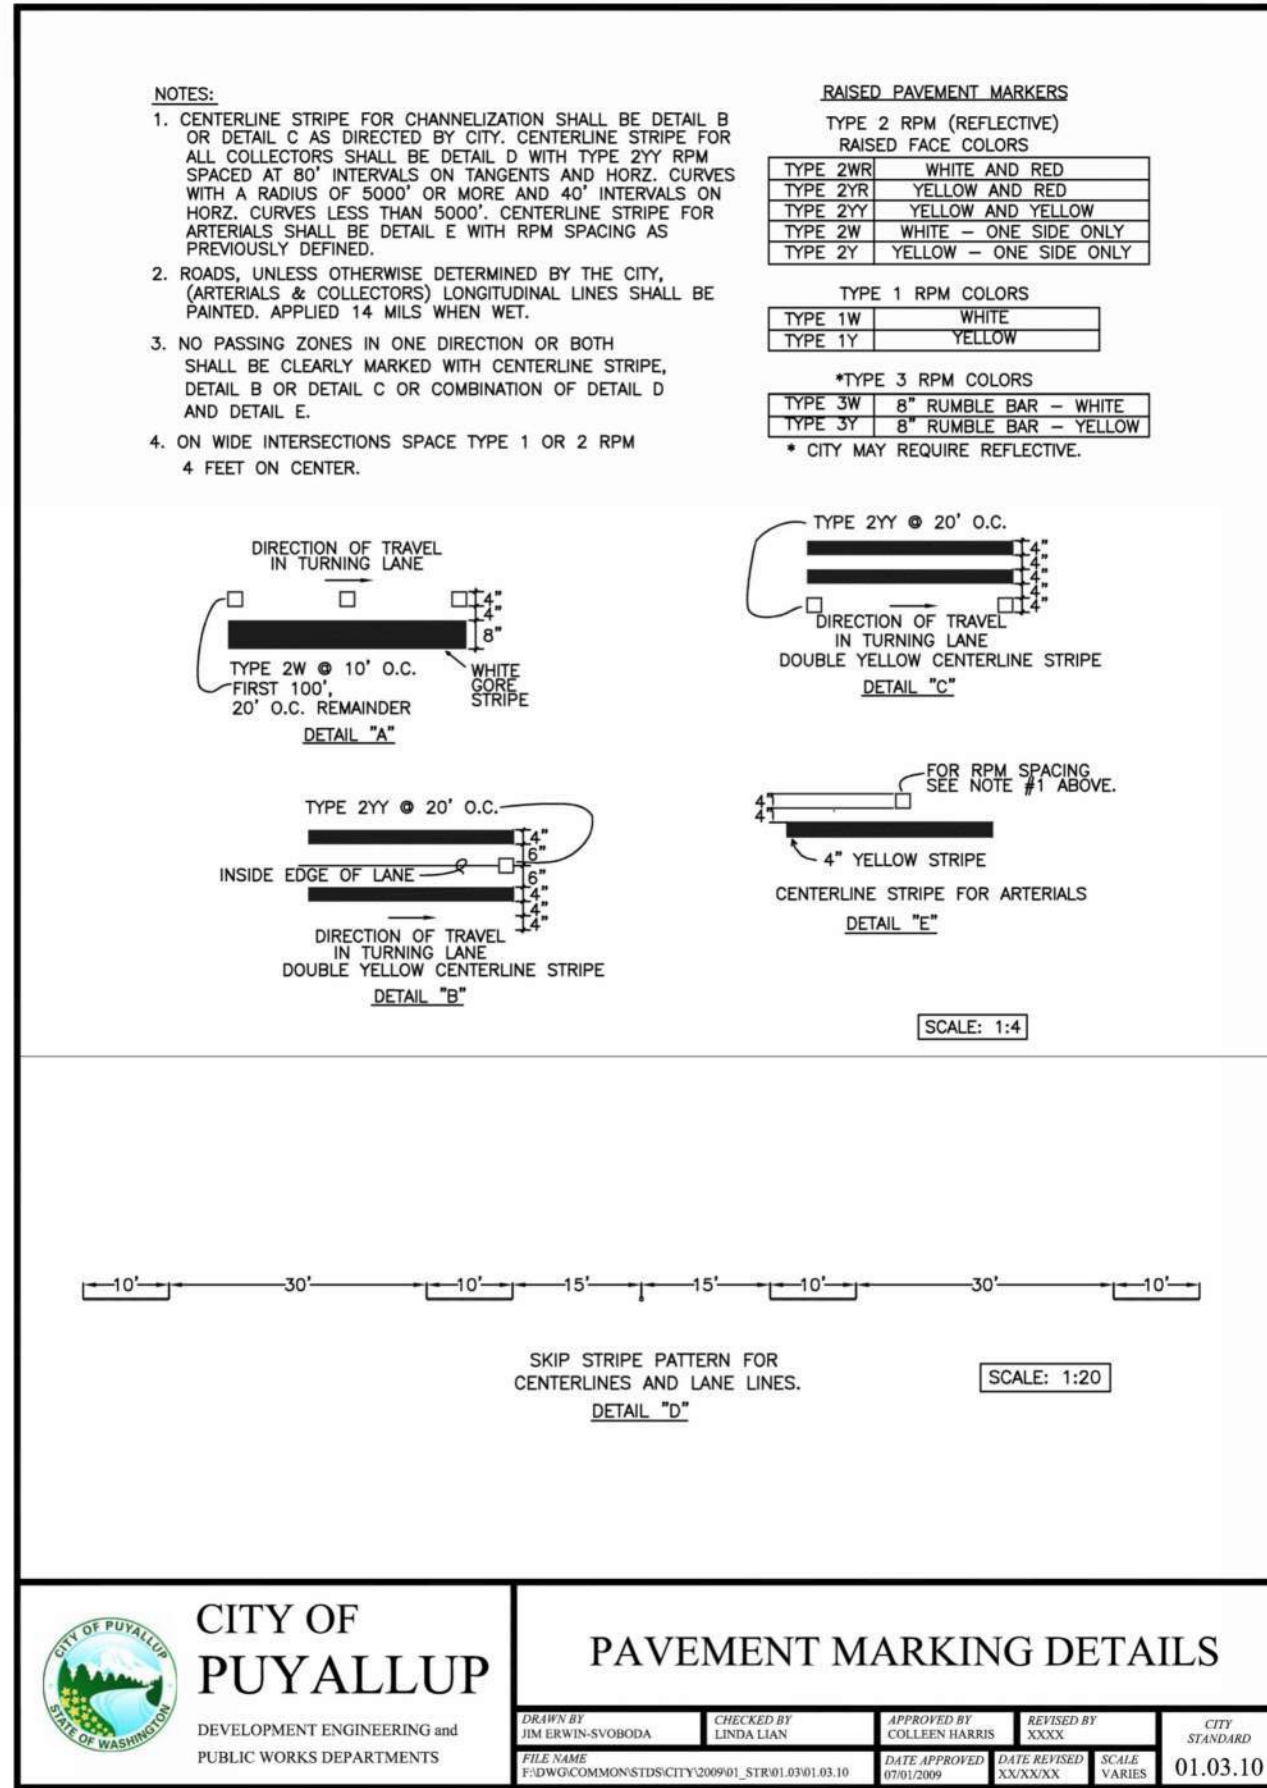 NOTES:
1. CENTERLINE STRIPE FOR CHANNELIZATION SHALL BE DETAIL B
OR DETAIL C AS DIRECTED BY CITY. CENTERLINE STRIPE FOR
ALL COLLECTORS SHALL BE DETAIL D WITH TYPE 2YY RPM
SPACED AT 80' INTERVALS ON TANGENTS AND HORZ. CURVES
WITH A RADIUS OF 5000' OR MORE AND 40' INTERVALS ON
HORZ. CURVES LESS THAN 5000'. CENTERLINE STRIPE FOR
ARTERIALS SHALL BE DETAIL E WITH RPM SPACING AS
PREVIOUSLY DEFINED.
2. ROADS, UNLESS OTHERWISE DETERMINED BY THE CITY,
(ARTERIALS & COLLECTORS) LONGITUDINAL LINES SHALL BE
PAINTED. APPLIED 14 MILS WHEN WET.
3. NO PASSING ZONES IN ONE DIRECTION OR BOTH
SHALL BE CLEARLY MARKED WITH CENTERLINE STRIPE,
DETAIL B OR DETAIL C OR COMBINATION OF DETAIL D
AND DETAIL E.
4. ON WIDE INTERSECTIONS SPACE TYPE 1 OR 2 RPM
4 FEET ON CENTER.
RAISED PAVEMENT MARKERS
TYPE 2 RPM (REFLECTIVE)
RAISED FACE COLORS
TYPE 2WR WHITE AND RED
TYPE 2YR YELLOW AND RED
TYPE 2YY YELLOW AND YELLOW
TYPE 2W WHITE – ONE SIDE ONLY
TYPE 2Y YELLOW – ONE SIDE ONLY
TYPE 1 RPM COLORS
TYPE 1W WHITE
TYPE 1Y YELLOW
*TYPE 3 RPM COLORS
TYPE 3W 8" RUMBLE BAR – WHITE
TYPE 3Y 8" RUMBLE BAR – YELLOW
* CITY MAY REQUIRE REFLECTIVE.
DIRECTION OF TRAVEL
IN TURNING LANE
4"
4"
8"
TYPE 2W @ 10' O.C.
FIRST 100',
20' O.C. REMAINDER
WHITE
GORE
STRIPE
DETAIL "A"
TYPE 2YY @ 20' O.C.
4"
4"
4"
4"
4"
DIRECTION OF TRAVEL
IN TURNING LANE
DOUBLE YELLOW CENTERLINE STRIPE
DETAIL "C"
TYPE 2YY @ 20' O.C.
4"
6"
INSIDE EDGE OF LANE
6"
4"
4"
4"
DIRECTION OF TRAVEL
IN TURNING LANE
DOUBLE YELLOW CENTERLINE STRIPE
DETAIL "B"
FOR RPM SPACING
SEE NOTE #1 ABOVE.
4"
4"
4" YELLOW STRIPE
CENTERLINE STRIPE FOR ARTERIALS
DETAIL "E"
SCALE: 1:4
10' 30' 10' 15' 15' 10' 30' 10'
SKIP STRIPE PATTERN FOR
CENTERLINES AND LANE LINES.
DETAIL "D"
SCALE: 1:20
CITY OF PUYALLUP
STATE OF WASHINGTON
CITY OF
PUYALLUP
DEVELOPMENT ENGINEERING and
PUBLIC WORKS DEPARTMENTS
PAVEMENT MARKING DETAILS
DRAWN BY
JIM ERWIN-SVOBODA
CHECKED BY
LINDA LIAN
APPROVED BY
COLLEEN HARRIS
REVISED BY
XXXX
FILE NAME
F:\DWG\COMMON\STDS\CITY\2009\01_STR\01.03\01.03.10
DATE APPROVED
07/01/2009
DATE REVISED
XX/XX/XX
SCALE
VARIES
CITY
STANDARD
01.03.10